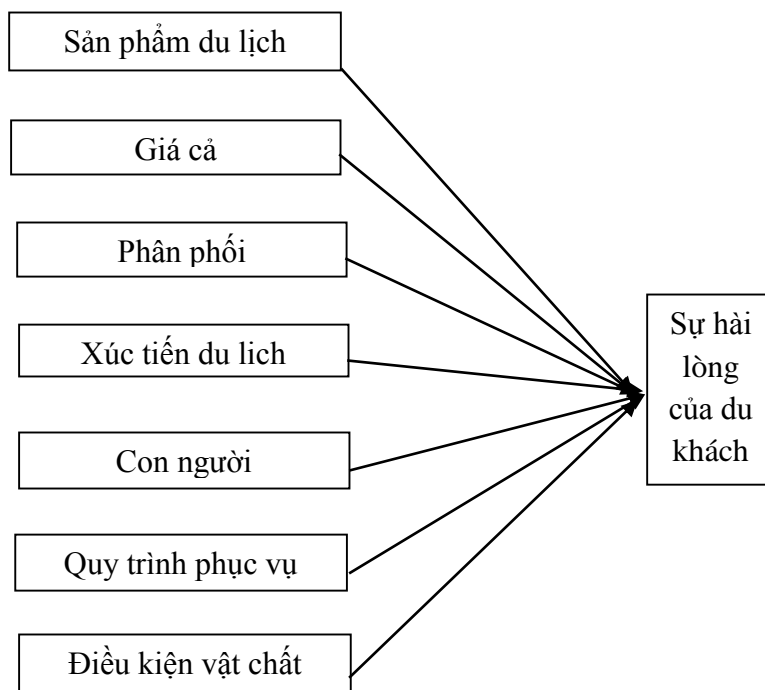 Sản phẩm du lịch
Giá cả
Phân phối
Xúc tiến du lich
Con người
Quy trình phục vụ
Điều kiện vật chất
Sự hài
lòng
của du
khách